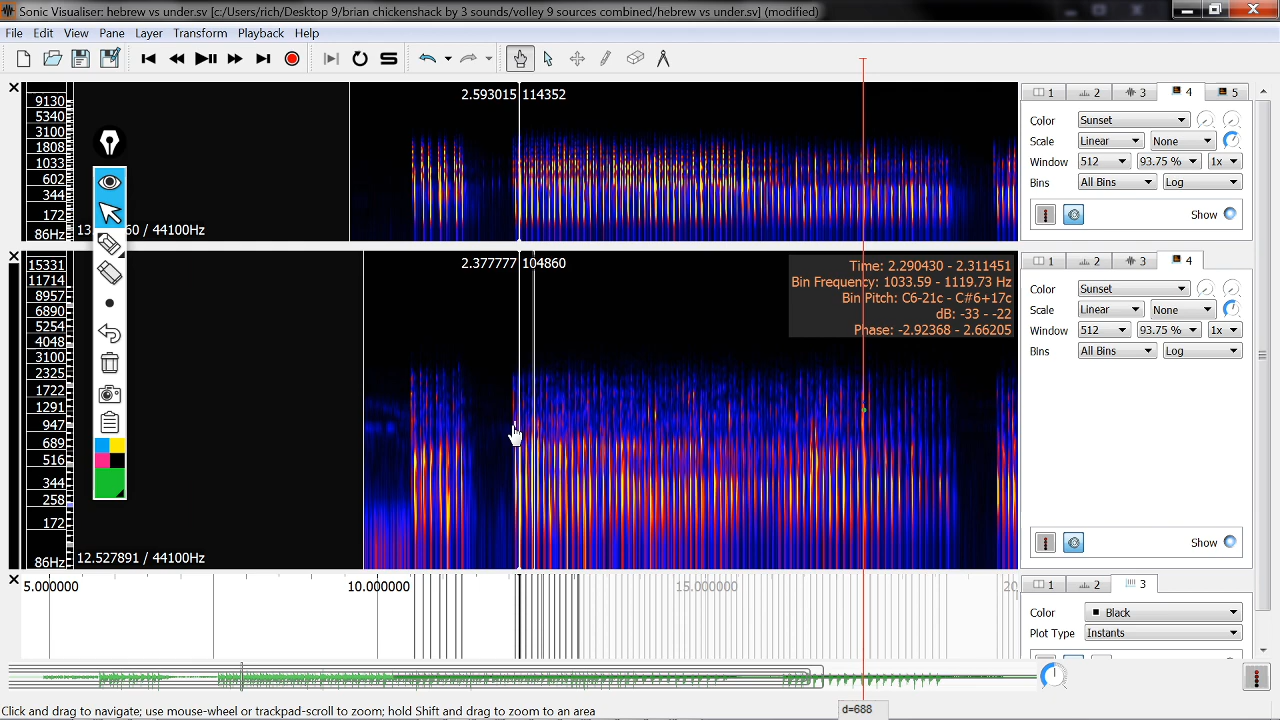 Sonic Visualiser: hebrew vs under.sv [c:/Users/rich/Desktop 9/brian chickenshack by 3 sounds/volley 9 sources combined/hebrew vs under.sv] (modified)
File Edit View Pane Layer Transform Playback Help
9130
5340
3100
1808
1033
602
344
172
86Hz
2.593015 114352
60 / 44100Hz
1 2 3 4 5
Color Sunset
Scale Linear None
Window 512 93.75 % 1x
Bins All Bins Log
Show
15331
11714
8957
6890
5254
4048
3100
2325
1722
1291
947
689
516
344
258
172
86Hz
2.377777 104860
Time: 2.290430 - 2.311451
Bin Frequency: 1033.59 - 1119.73 Hz
Bin Pitch: C6-21c - C#6+17c
dB: -33 - -22
Phase: -2.92368 - 2.66205
12.527891 / 44100Hz
1 2 3 4
Color Sunset
Scale Linear None
Window 512 93.75 % 1x
Bins All Bins Log
Show
5.000000 10.000000 15.000000 20
1 2 3
Color Black
Plot Type Instants
Click and drag to navigate; use mouse-wheel or trackpad-scroll to zoom; hold Shift and drag to zoom to an area
d=688